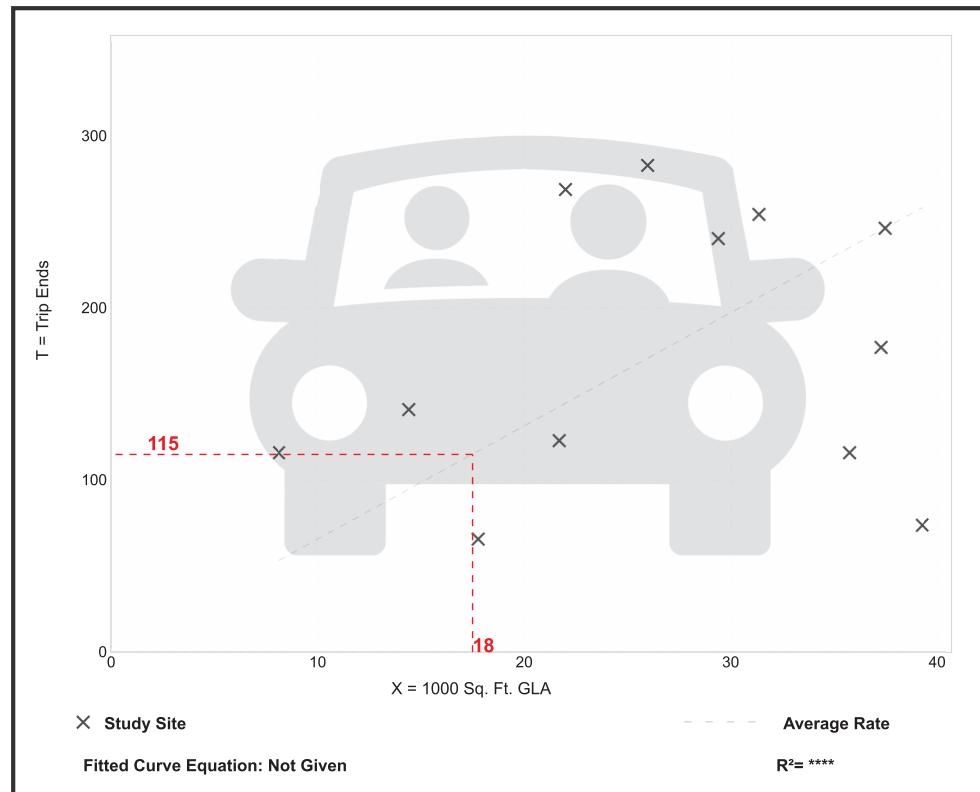 300
T = Trip Ends
200
115
100
18
0
0 10 20 30 40
X = 1000 Sq. Ft. GLA
Study Site
Average Rate
Fitted Curve Equation: Not Given
R²= ****